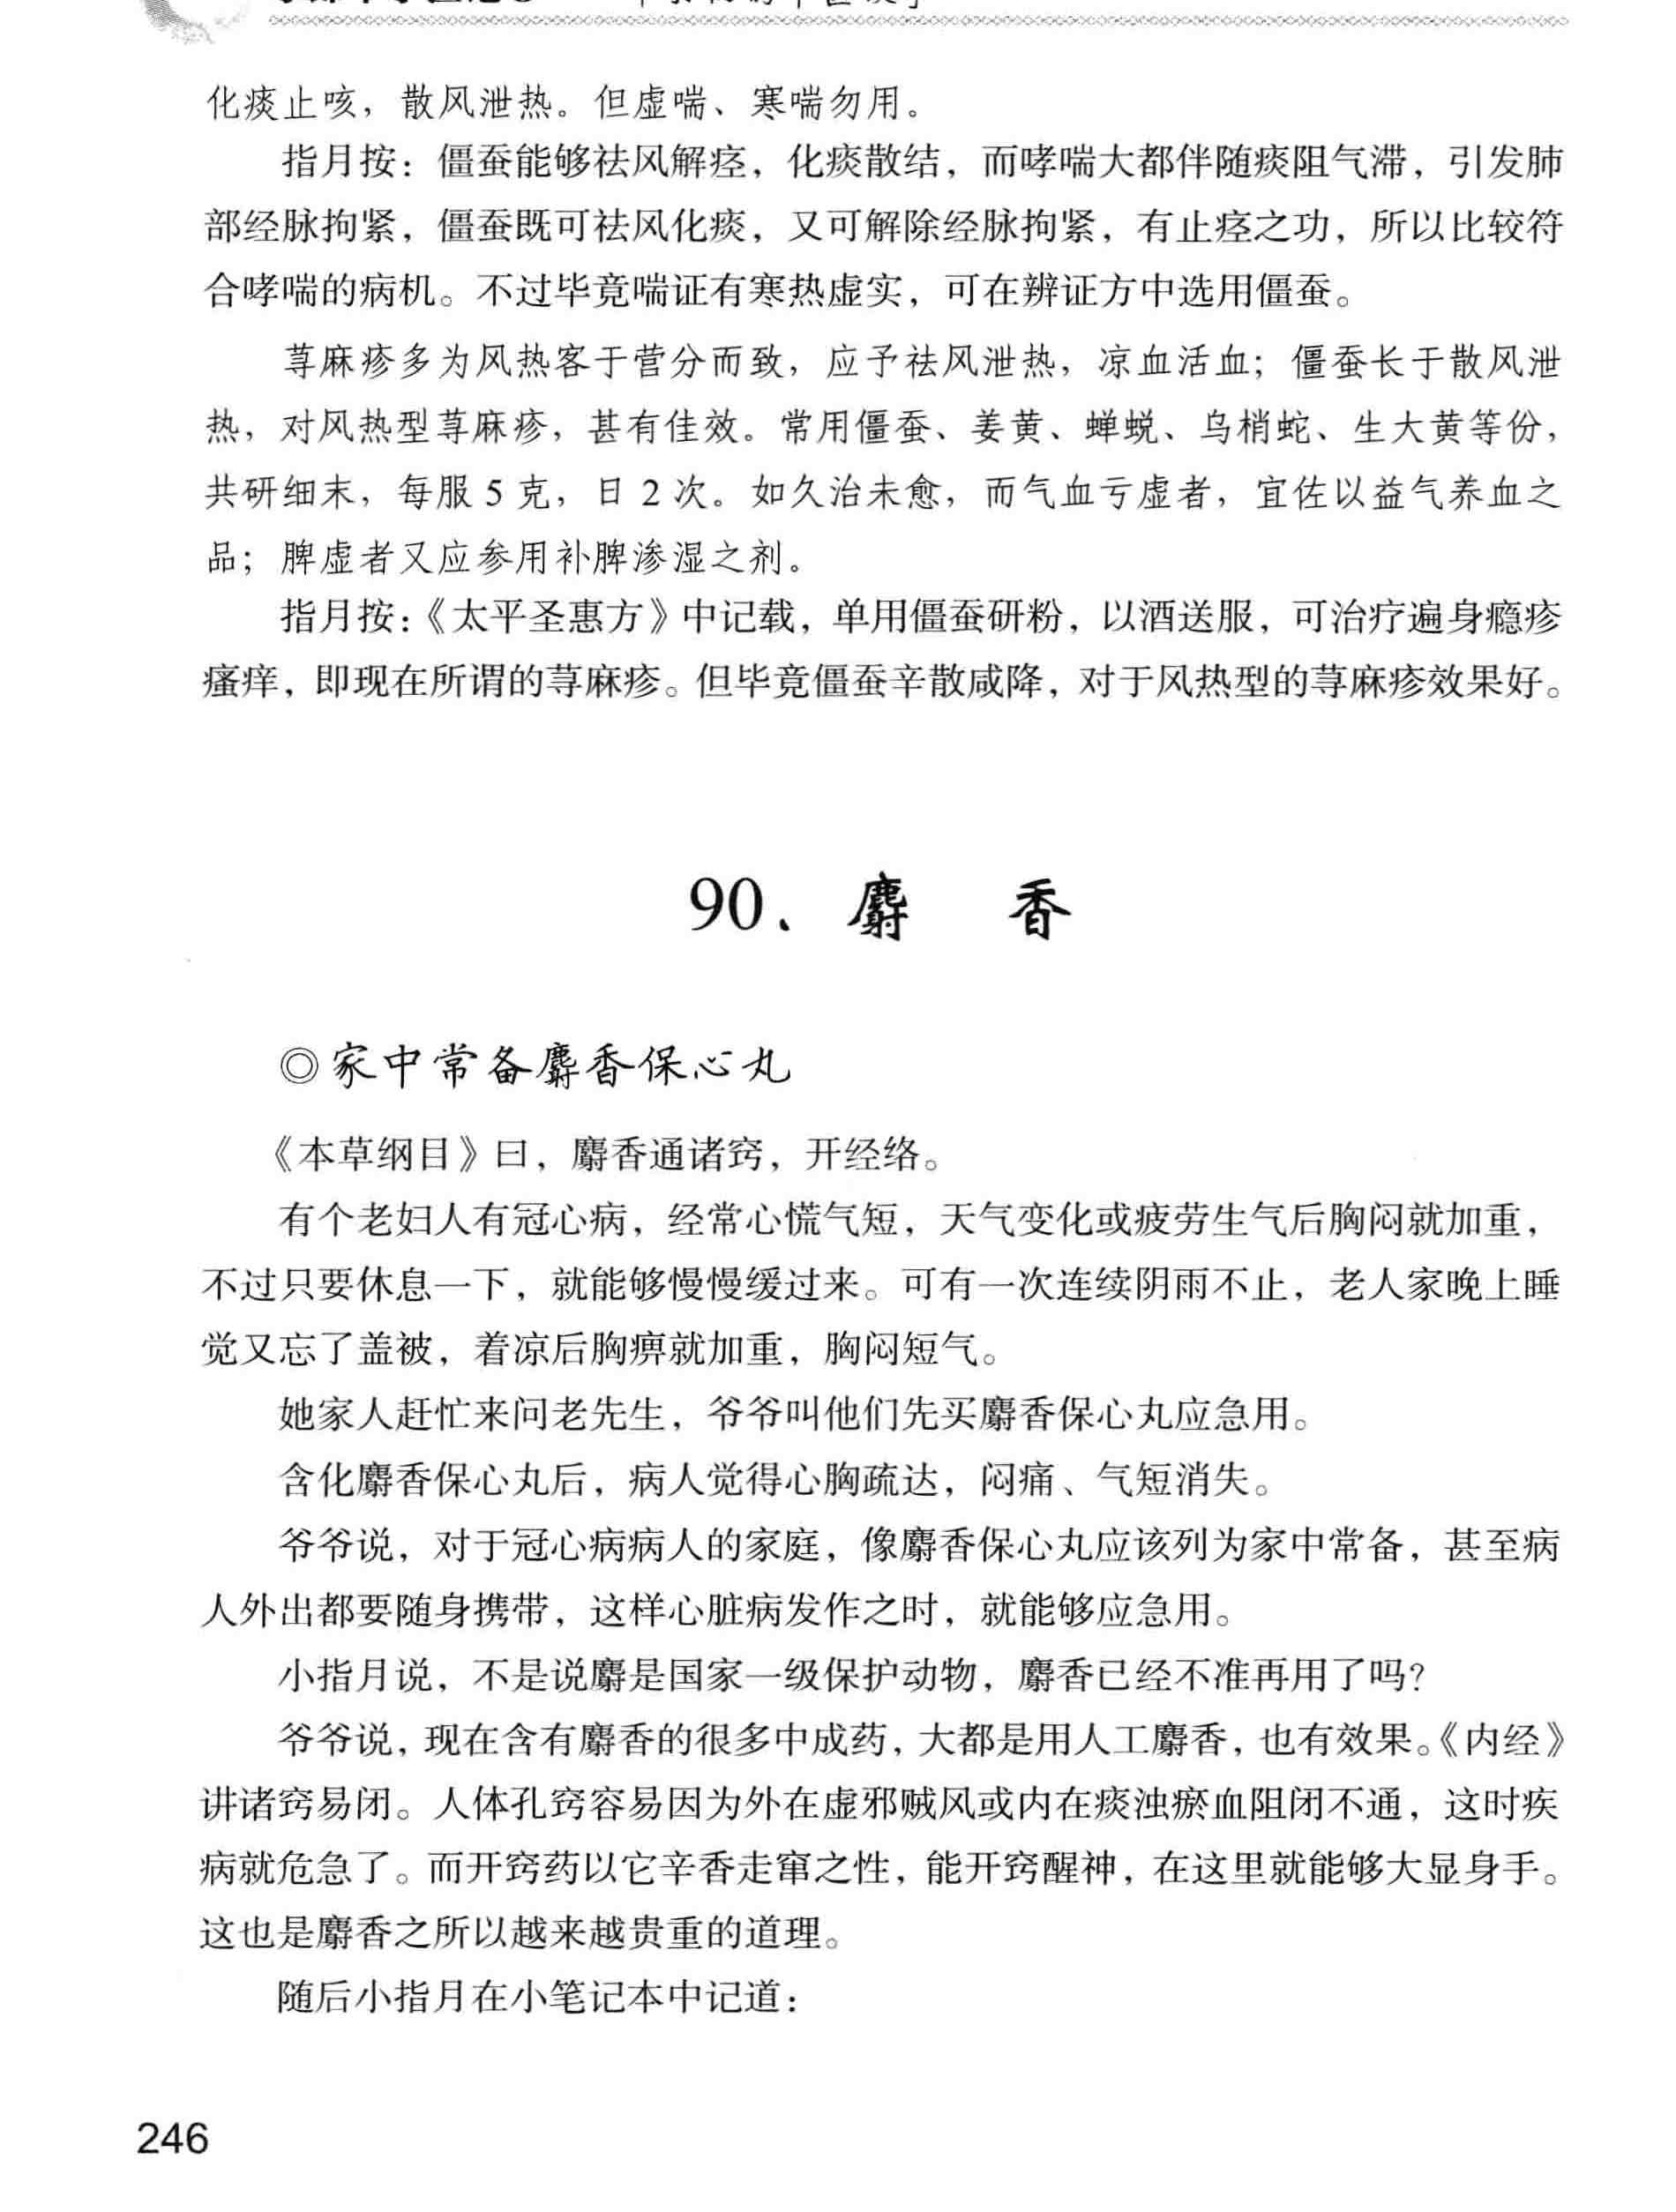 化痰止咳，散风泄热。但虚喘、寒喘勿用。
指月按：僵蚕能够祛风解痉，化痰散结，而哮喘大都伴随痰阻气滞，引发肺
部经脉拘紧，僵蚕既可祛风化痰，又可解除经脉拘紧，有止痉之功，所以比较符
合哮喘的病机。不过毕竟喘证有寒热虚实，可在辨证方中选用僵蚕。
荨麻疹多为风热客于营分而致，应予祛风泄热，凉血活血；僵蚕长于散风泄
热，对风热型荨麻疹，甚有佳效。常用僵蚕、姜黄、蝉蜕、乌梢蛇、生大黄等份，
共研细末，每服 5 克，日 2 次。如久治未愈，而气血亏虚者，宜佐以益气养血之
品；脾虚者又应参用补脾渗湿之剂。
指月按：《太平圣惠方》中记载，单用僵蚕研粉，以酒送服，可治疗遍身瘾疹
瘙痒，即现在所谓的荨麻疹。但毕竟僵蚕辛散咸降，对于风热型的荨麻疹效果好。
90、麝 香
◎家中常备麝香保心丸
《本草纲目》曰，麝香通诸窍，开经络。
有个老妇人有冠心病，经常心慌气短，天气变化或疲劳生气后胸闷就加重，
不过只要休息一下，就能够慢慢缓过来。可有一次连续阴雨不止，老人家晚上睡
觉又忘了盖被，着凉后胸痹就加重，胸闷短气。
她家人赶忙来问老先生，爷爷叫他们先买麝香保心丸应急用。
含化麝香保心丸后，病人觉得心胸疏达，闷痛、气短消失。
爷爷说，对于冠心病病人的家庭，像麝香保心丸应该列为家中常备，甚至病
人外出都要随身携带，这样心脏病发作之时，就能够应急用。
小指月说，不是说麝是国家一级保护动物，麝香已经不准再用了吗？
爷爷说，现在含有麝香的很多中成药，大都是用人工麝香，也有效果。《内经》
讲诸窍易闭。人体孔窍容易因为外在虚邪贼风或内在痰浊瘀血阻闭不通，这时疾
病就危急了。而开窍药以它辛香走窜之性，能开窍醒神，在这里就能够大显身手。
这也是麝香之所以越来越贵重的道理。
随后小指月在小笔记本中记道：
246